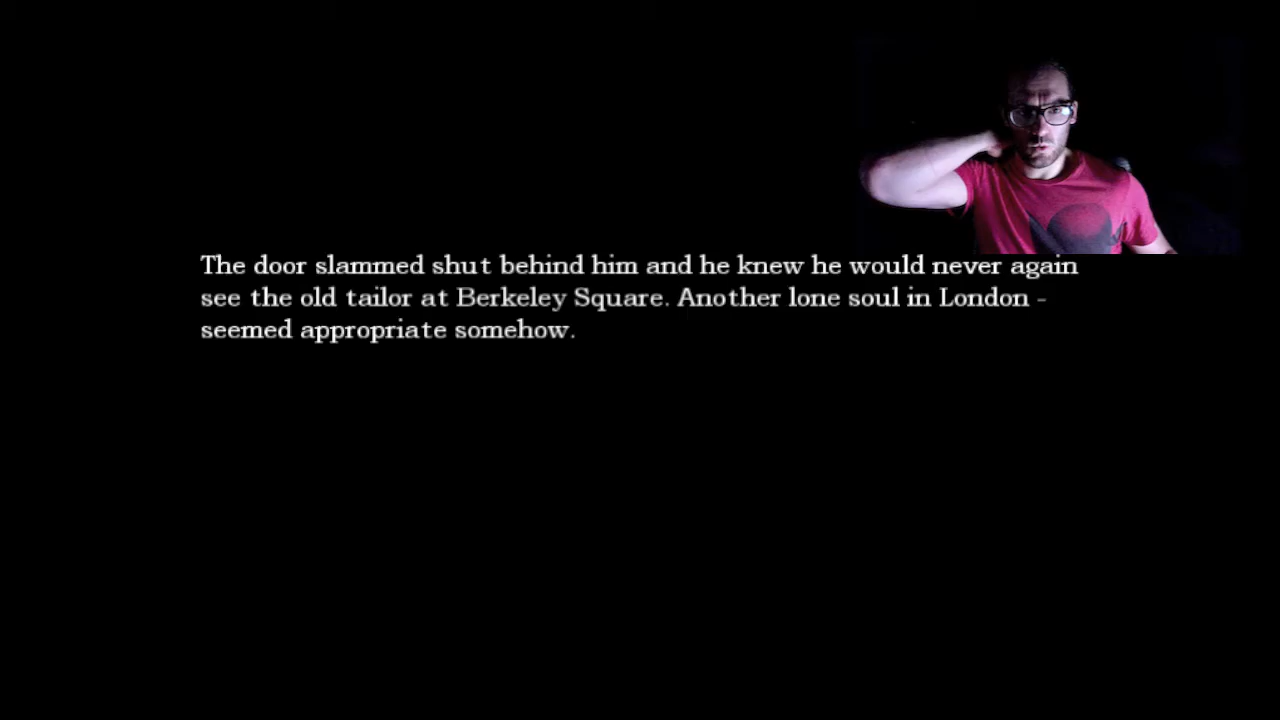 The door slammed shut behind him and he knew he would never again
see the old tailor at Berkeley Square. Another lone soul in London -
seemed appropriate somehow.